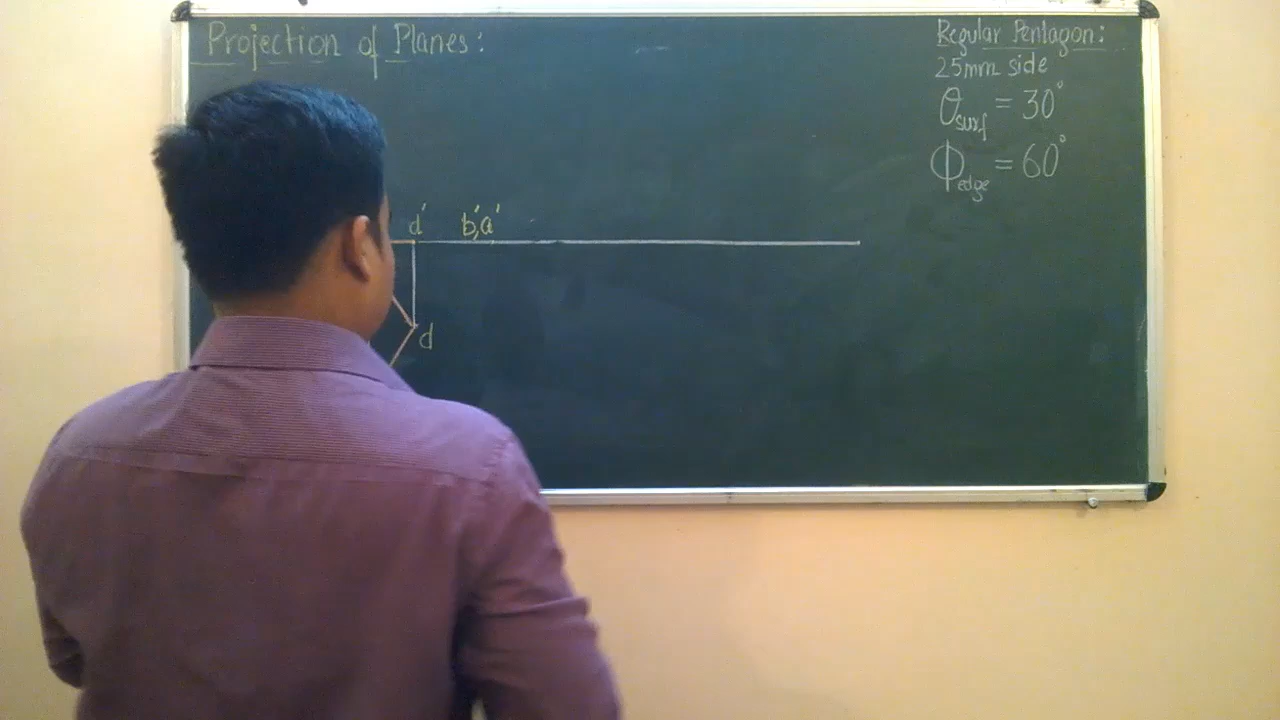 Projection of Planes:
Regular Pentagon:
25mm side
θsurf = 30°
ϕedge = 60°
d' b',a'
d